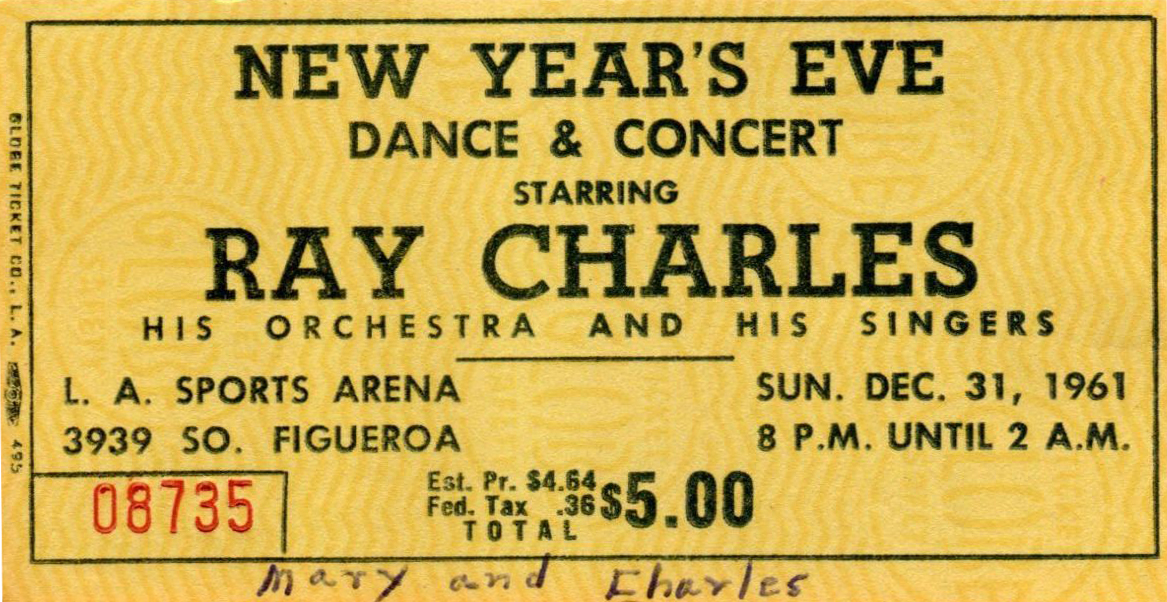 NEW YEAR'S EVE
DANCE & CONCERT
STARRING
RAY CHARLES
HIS ORCHESTRA AND HIS SINGERS
L. A. SPORTS ARENA
3939 SO. FIGUEROA
SUN. DEC. 31, 1961
8 P.M. UNTIL 2 A.M.
08735
Est. Pr. $4.64
Fed. Tax .36
TOTAL
$5.00
Mary and Charles
GLOBE TICKET CO., L. A. 495